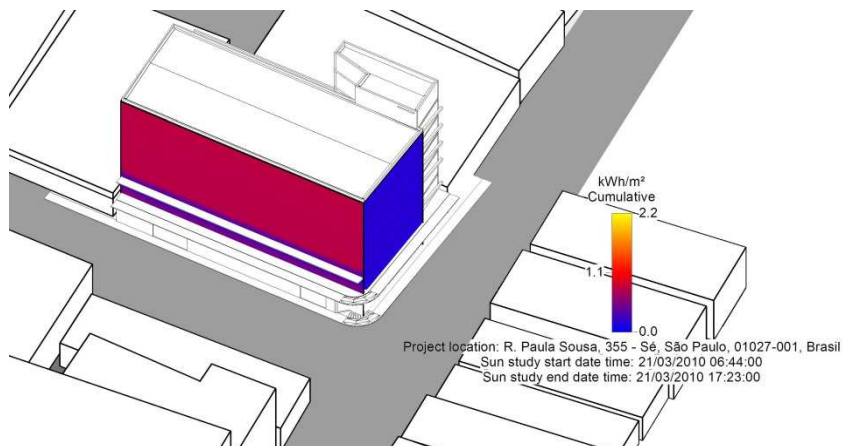 kWh/m²
Cumulative
2.2
1.1
0.0
Project location: R. Paula Sousa, 355 - Sé, São Paulo, 01027-001, Brasil
Sun study start date time: 21/03/2010 06:44:00
Sun study end date time: 21/03/2010 17:23:00